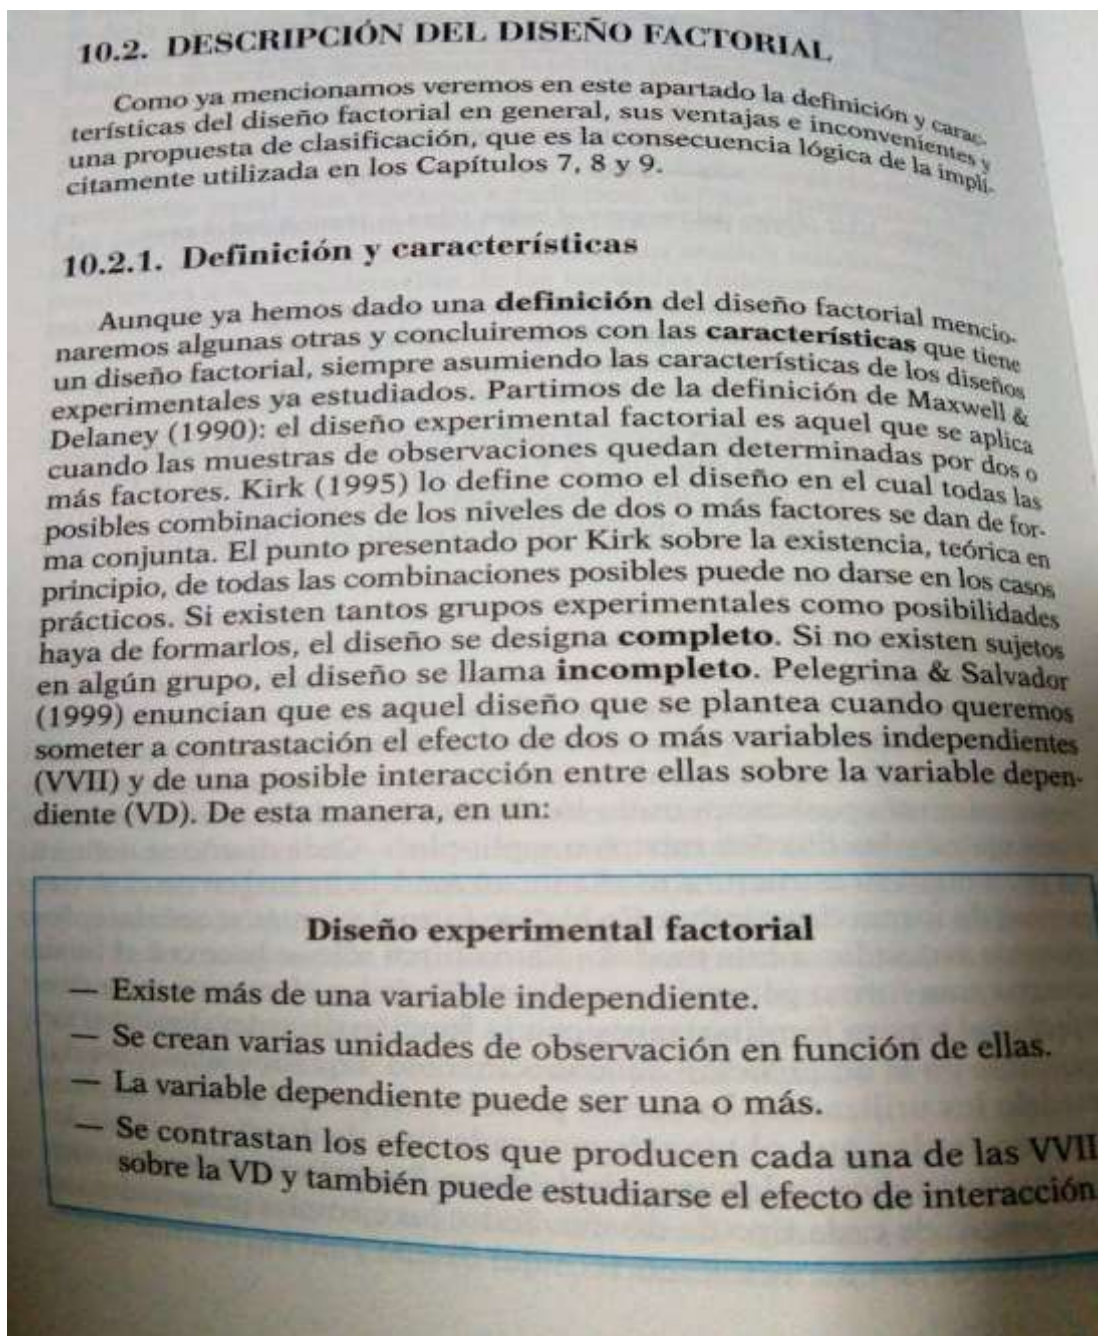 10.2. DESCRIPCIÓN DEL DISEÑO FACTORIAL
Como ya mencionamos veremos en este apartado la definición y carac-
terísticas del diseño factorial en general, sus ventajas e inconvenientes y
una propuesta de clasificación, que es la consecuencia lógica de la implí-
citamente utilizada en los Capítulos 7, 8 y 9.
10.2.1. Definición y características
Aunque ya hemos dado una definición del diseño factorial mencio-
naremos algunas otras y concluiremos con las características que tiene
un diseño factorial, siempre asumiendo las características de los diseños
experimentales ya estudiados. Partimos de la definición de Maxwell &
Delaney (1990): el diseño experimental factorial es aquel que se aplica
cuando las muestras de observaciones quedan determinadas por dos o
más factores. Kirk (1995) lo define como el diseño en el cual todas las
posibles combinaciones de los niveles de dos o más factores se dan de for-
ma conjunta. El punto presentado por Kirk sobre la existencia, teórica en
principio, de todas las combinaciones posibles puede no darse en los casos
prácticos. Si existen tantos grupos experimentales como posibilidades
haya de formarlos, el diseño se designa completo. Si no existen sujetos
en algún grupo, el diseño se llama incompleto. Pelegrina & Salvador
(1999) enuncian que es aquel diseño que se plantea cuando queremos
someter a contrastación el efecto de dos o más variables independientes
(VVII) y de una posible interacción entre ellas sobre la variable depen-
diente (VD). De esta manera, en un:
Diseño experimental factorial
— Existe más de una variable independiente.
— Se crean varias unidades de observación en función de ellas.
— La variable dependiente puede ser una o más.
— Se contrastan los efectos que producen cada una de las VVII
sobre la VD y también puede estudiarse el efecto de interacción